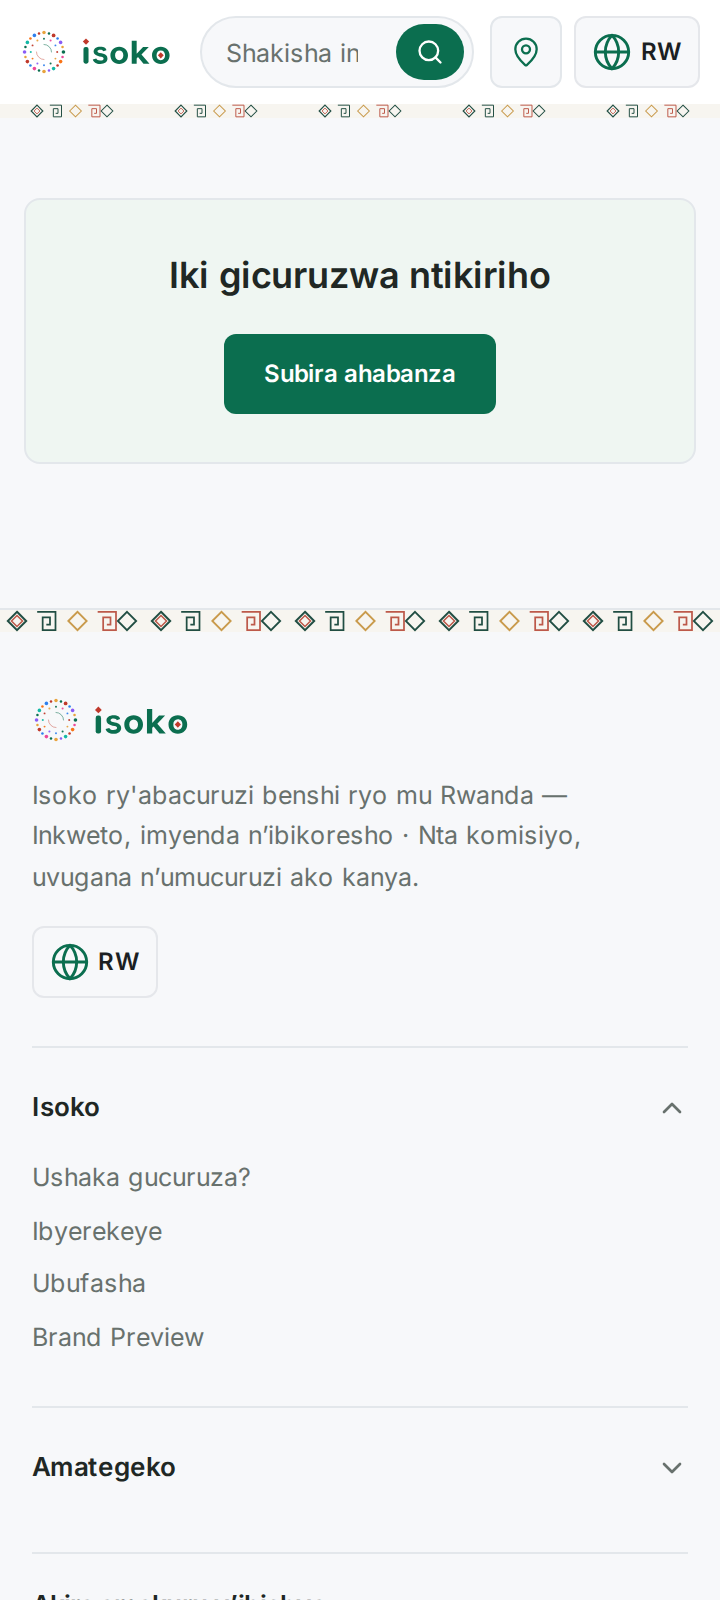 isoko
Shakisha in
RW
Iki gicuruzwa ntikiriho
Subira ahabanza
isoko
Isoko ry'abacuruzi benshi ryo mu Rwanda —
Inkweto, imyenda n’ibikoresho · Nta komisiyo,
uvugana n’umucuruzi ako kanya.
RW
Isoko
Ushaka gucuruza?
Ibyerekeye
Ubufasha
Brand Preview
Amategeko